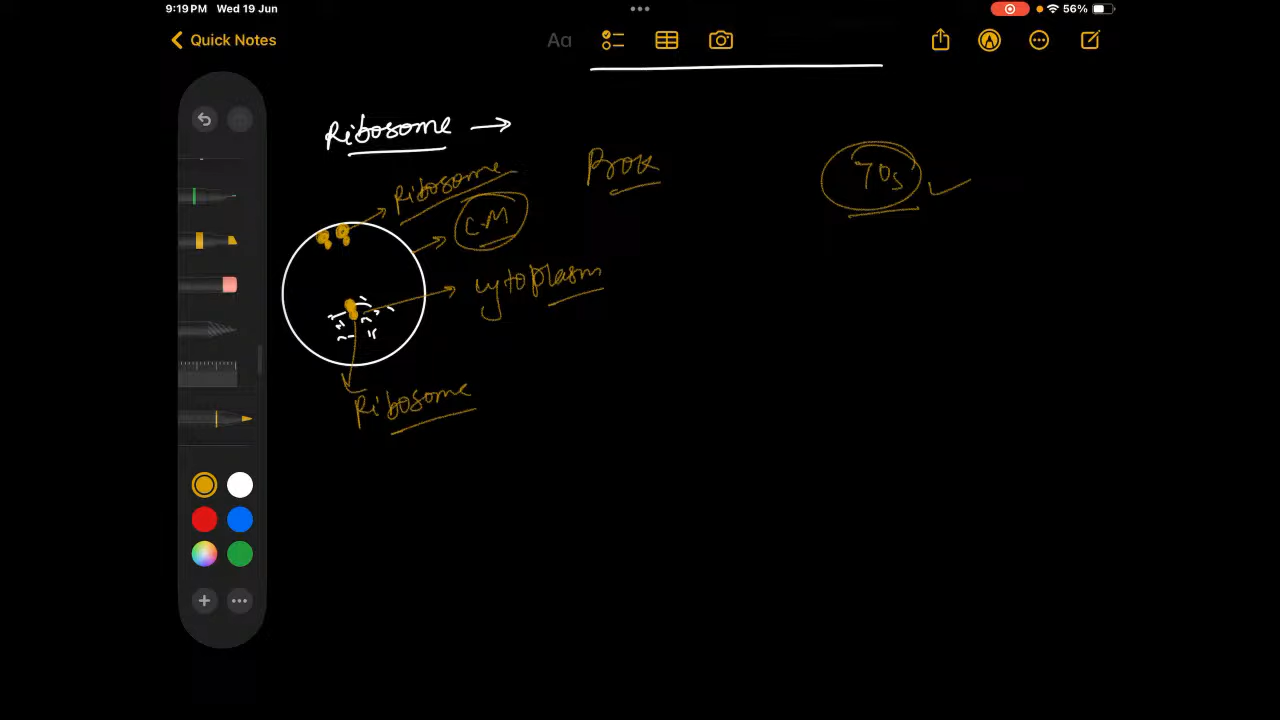 9:19 PM Wed 19 Jun
56%
Quick Notes
Aa
Ribosome →
Ribosome
Prok
70s
C.M
cytoplasm
Ribosome